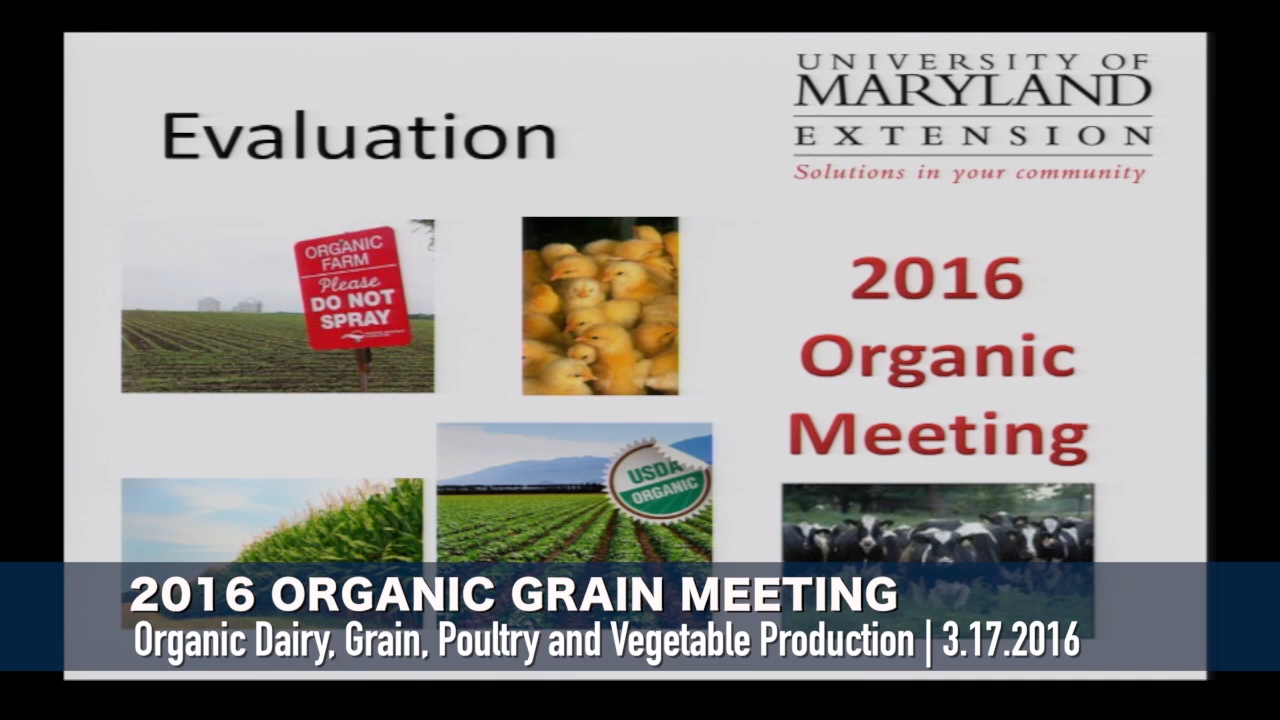 UNIVERSITY OF
MARYLAND
EXTENSION
Solutions in your community
Evaluation
ORGANIC
FARM
Please
DO NOT
SPRAY
2016
Organic
Meeting
USDA
ORGANIC
2016 ORGANIC GRAIN MEETING
Organic Dairy, Grain, Poultry and Vegetable Production | 3.17.2016